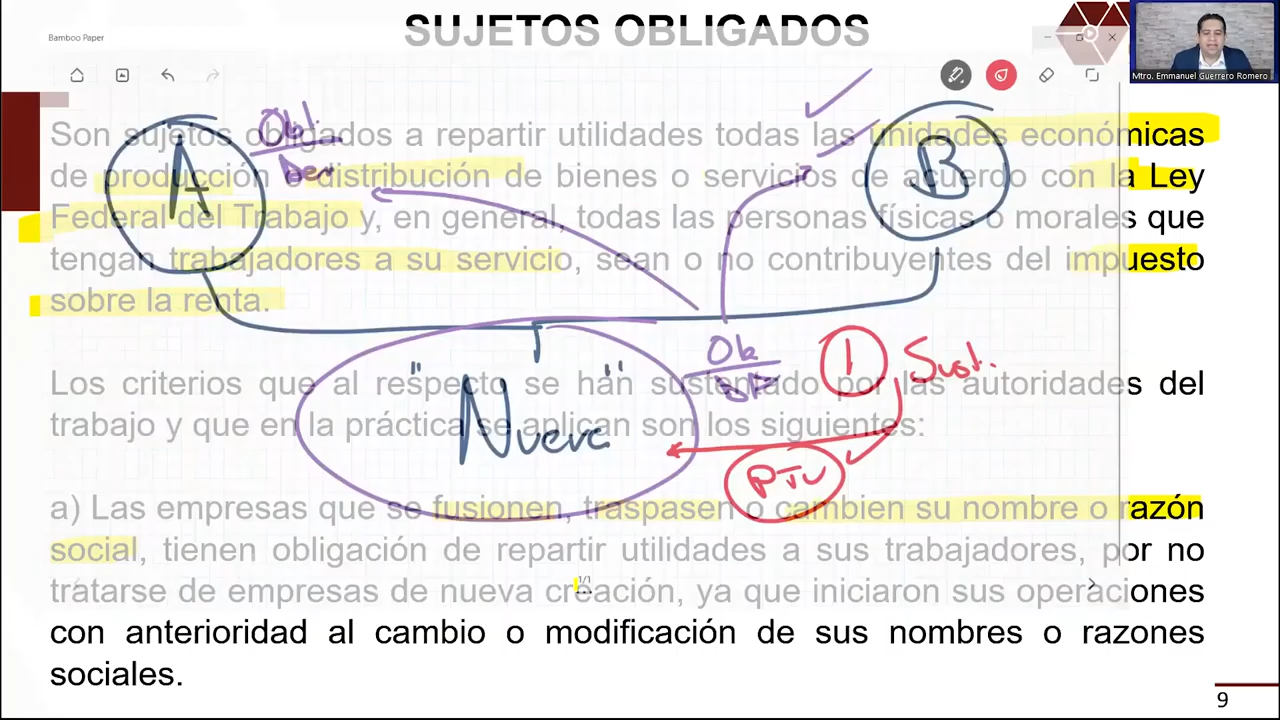 SUJETOS OBLIGADOS
Bamboo Paper
Mtro. Emmanuel Guerrero Romero
Son sujetos obligados a repartir utilidades todas las unidades económicas
de producción o distribución de bienes o servicios de acuerdo con la Ley
Federal del Trabajo y, en general, todas las personas físicas o morales que
tengan trabajadores a su servicio, sean o no contribuyentes del impuesto
sobre la renta.
Los criterios que al respecto se han sustentado por las autoridades del
trabajo y que en la práctica se aplican son los siguientes:
a) Las empresas que se fusionen, traspasen o cambien su nombre o razón
social, tienen obligación de repartir utilidades a sus trabajadores, por no
tratarse de empresas de nueva creación, ya que iniciaron sus operaciones
con anterioridad al cambio o modificación de sus nombres o razones
sociales.
A
Obl.
Der
B
"Nueva"
Ob
1
Sust.
PTU
1/1
9